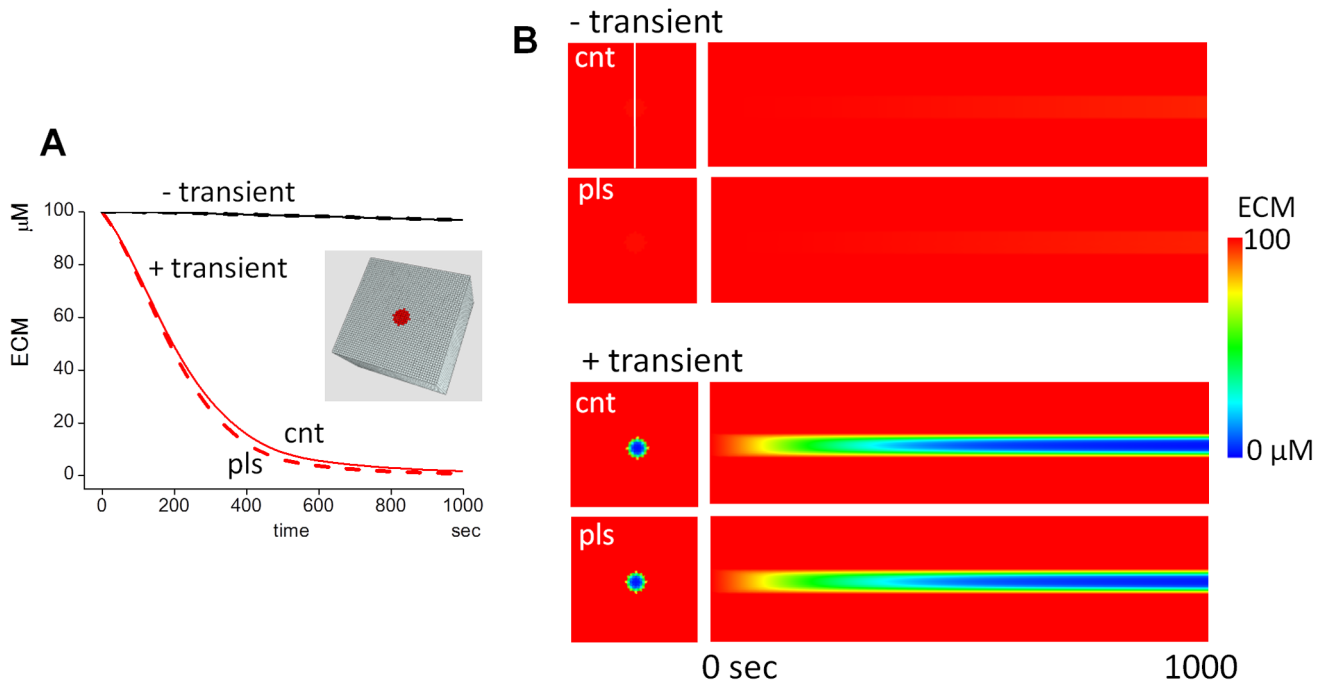 A
- transient
μM
100
80
+ transient
60
ECM
40
20
cnt
pls
0
0 200 400 600 800 1000
time sec
B
- transient
cnt
pls
ECM
100
0 μM
+ transient
cnt
pls
0 sec 1000